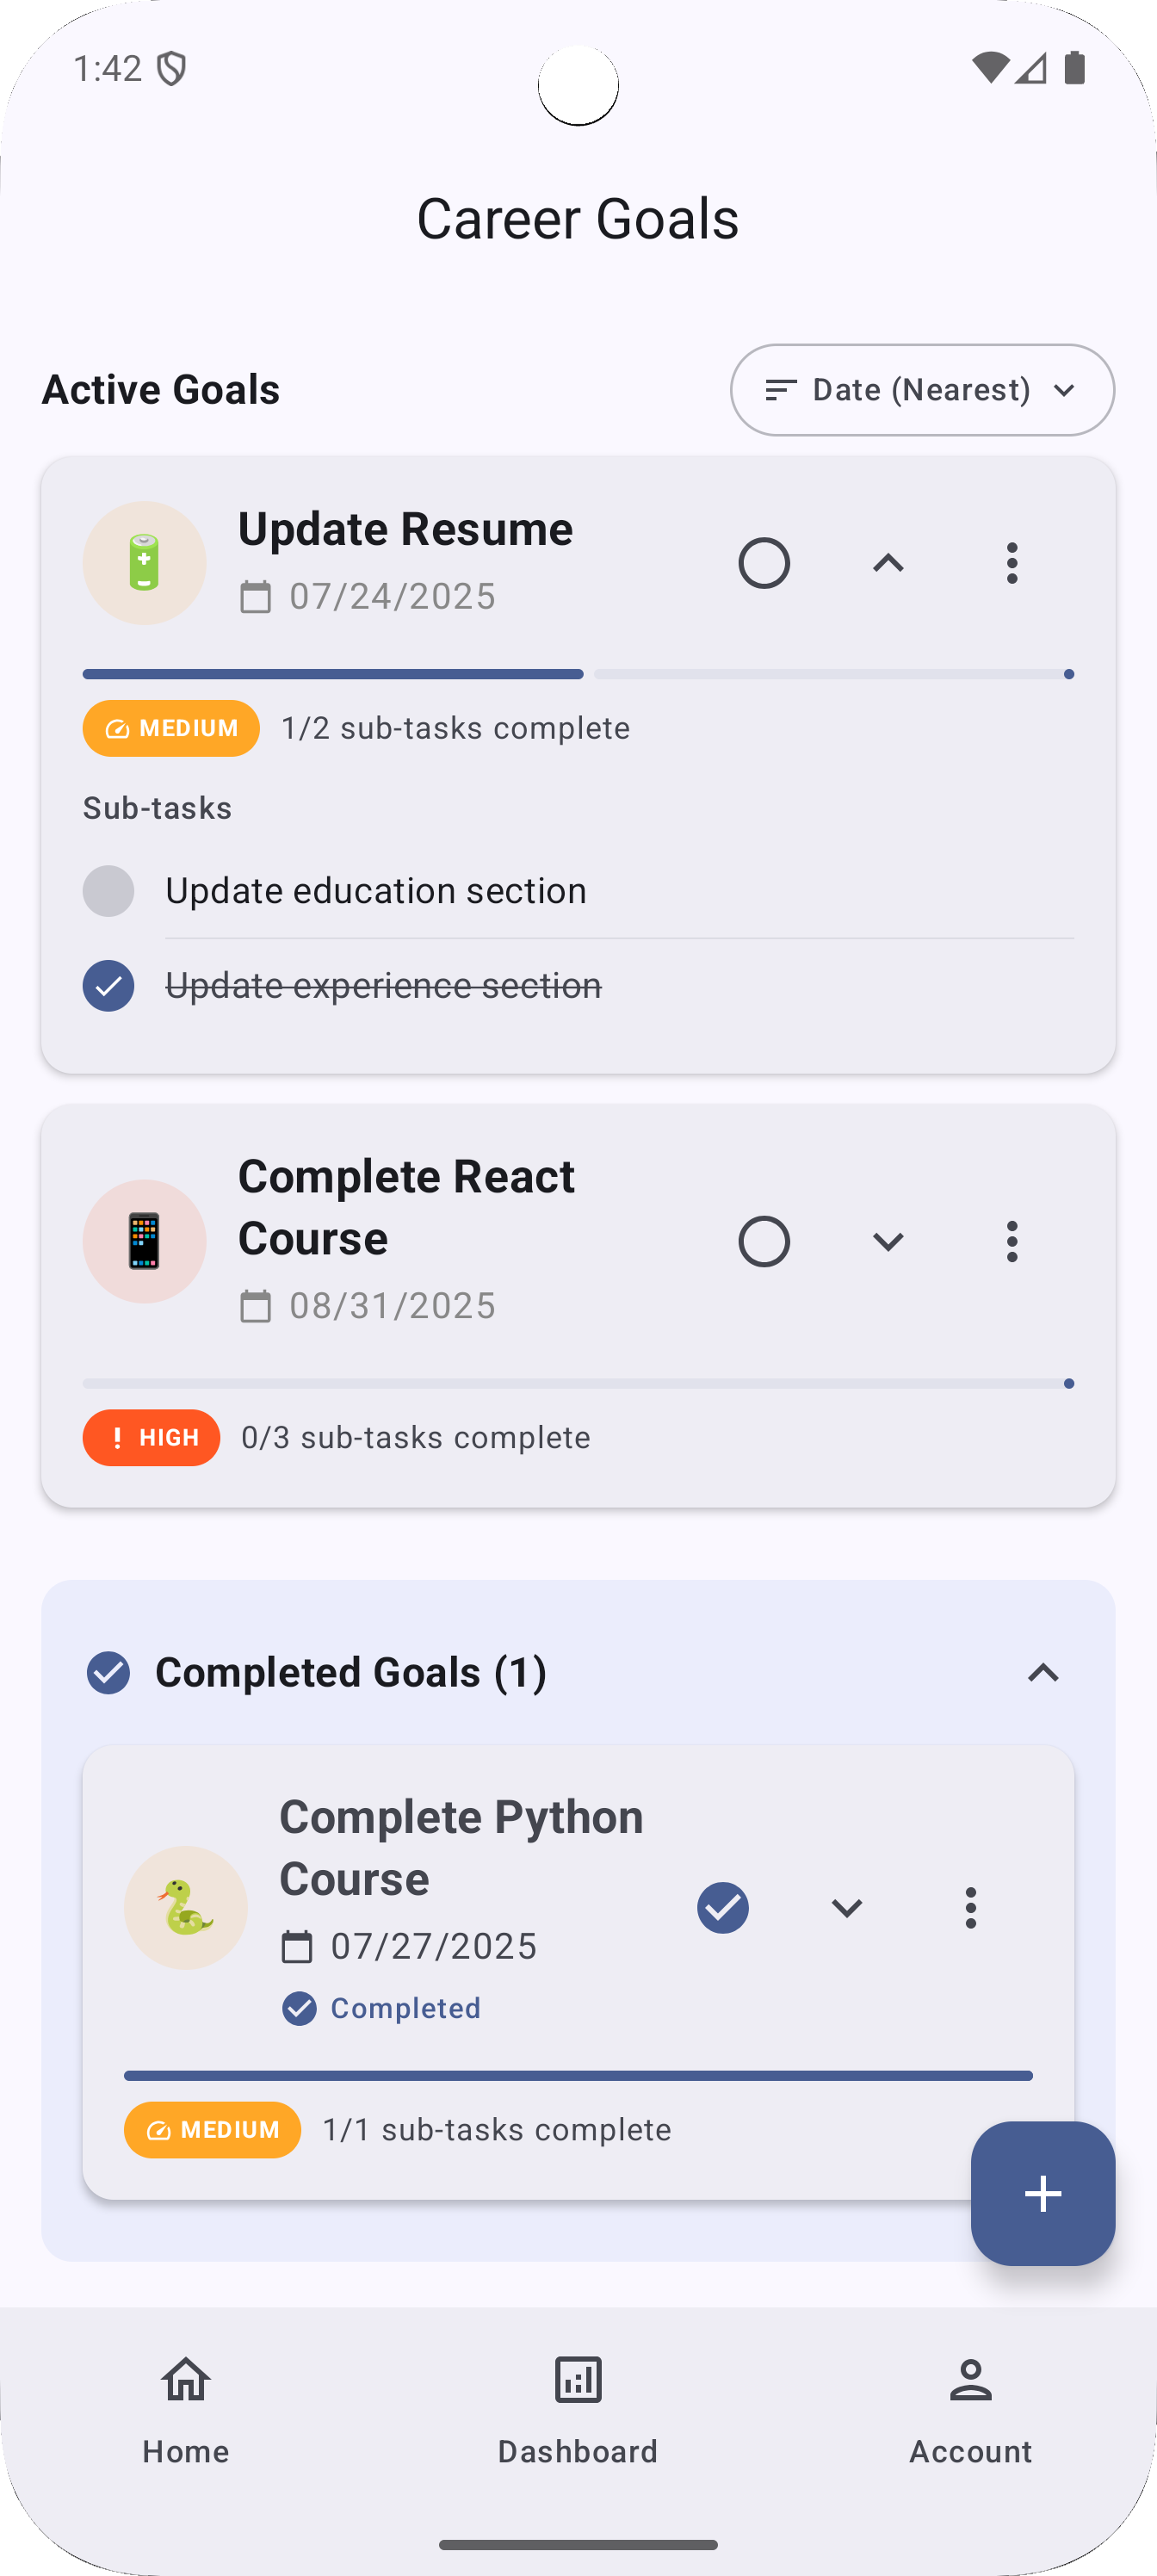 1:42
Career Goals
Active Goals
Date (Nearest)
Update Resume
07/24/2025
MEDIUM
1/2 sub-tasks complete
Sub-tasks
Update education section
Update experience section
Complete React
Course
08/31/2025
HIGH
0/3 sub-tasks complete
Completed Goals (1)
Complete Python
Course
07/27/2025
Completed
MEDIUM
1/1 sub-tasks complete
Home
Dashboard
Account